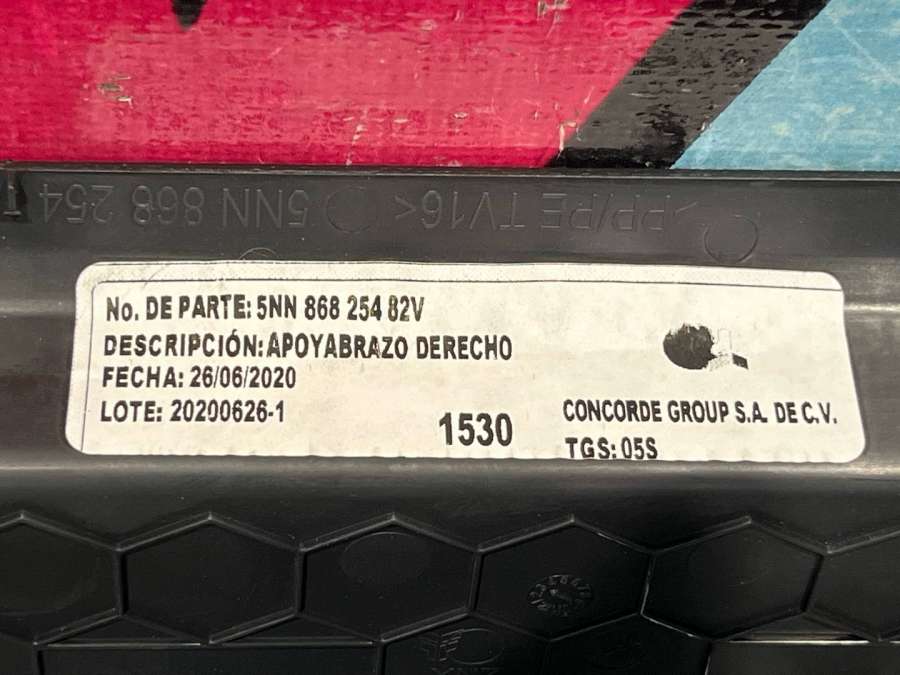 >PP/PE TV16< 5NN 868 254
No. DE PARTE: 5NN 868 254 82V
DESCRIPCIÓN: APOYABRAZO DERECHO
FECHA: 26/06/2020
LOTE: 20200626-1
1530
CONCORDE GROUP S.A. DE C.V.
TGS: 05S